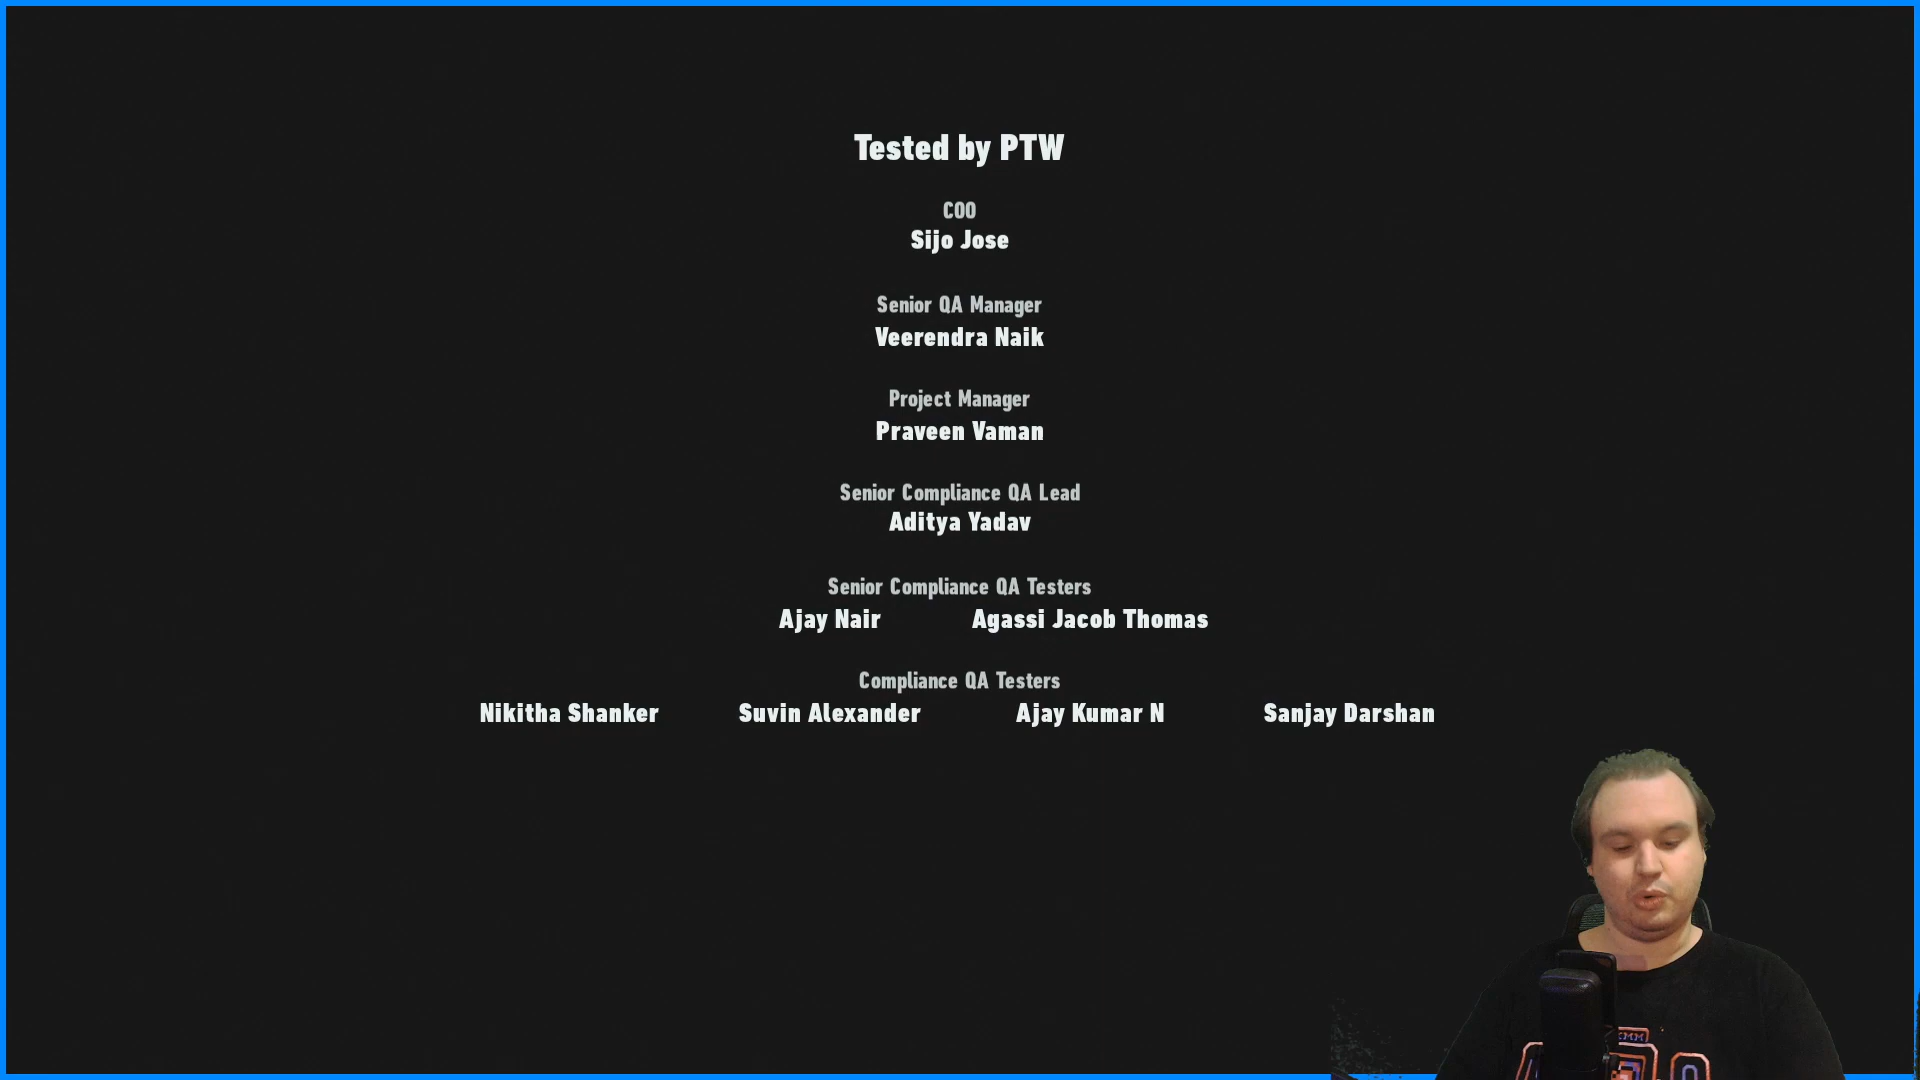 Tested by PTW
COO
Sijo Jose
Senior QA Manager
Veerendra Naik
Project Manager
Praveen Vaman
Senior Compliance QA Lead
Aditya Yadav
Senior Compliance QA Testers
Ajay Nair Agassi Jacob Thomas
Compliance QA Testers
Nikitha Shanker Suvin Alexander Ajay Kumar N Sanjay Darshan